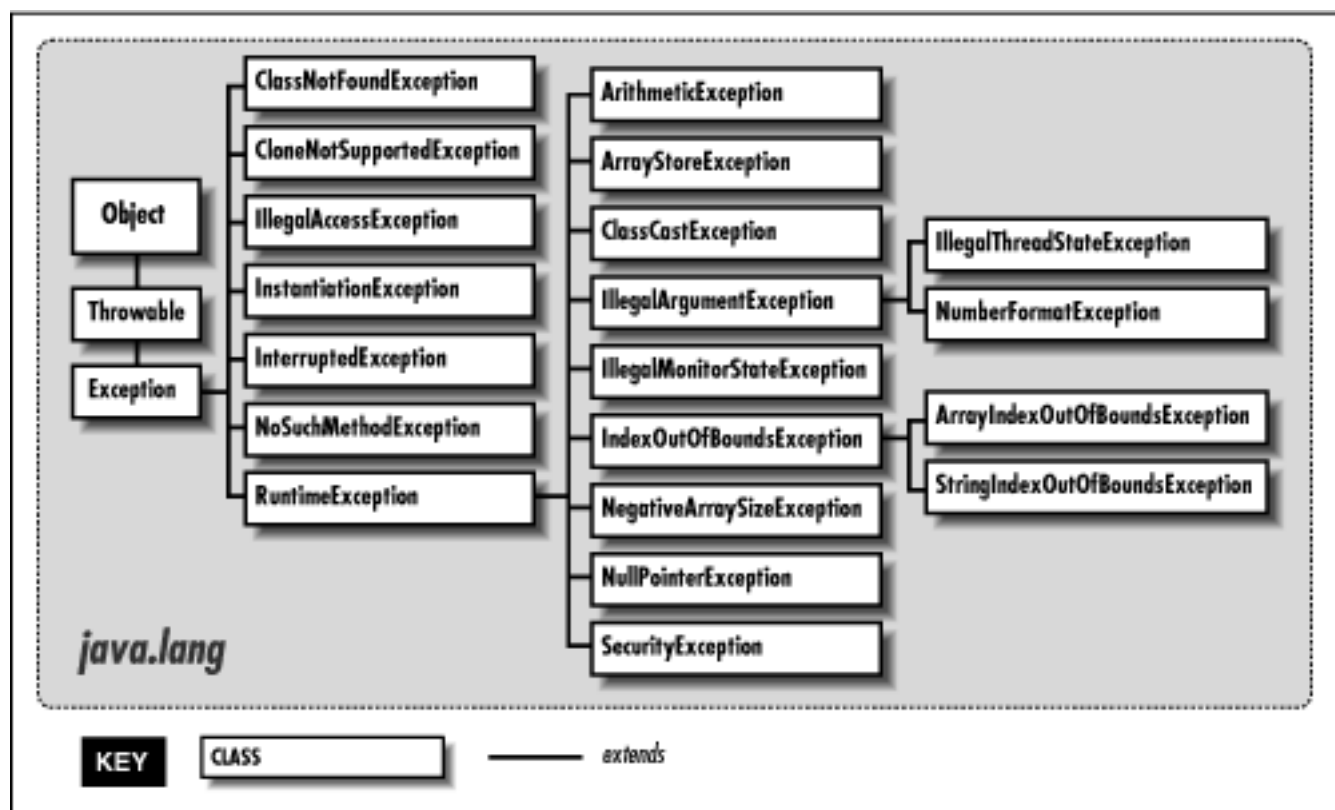 Object
Throwable
Exception
ClassNotFoundException
CloneNotSupportedException
IllegalAccessException
InstantiationException
InterruptedException
NoSuchMethodException
RuntimeException
ArithmeticException
ArrayStoreException
ClassCastException
IllegalArgumentException
IllegalMonitorStateException
IndexOutOfBoundsException
NegativeArraySizeException
NullPointerException
SecurityException
IllegalThreadStateException
NumberFormatException
ArrayIndexOutOfBoundsException
StringIndexOutOfBoundsException
java.lang
KEY
CLASS
extends